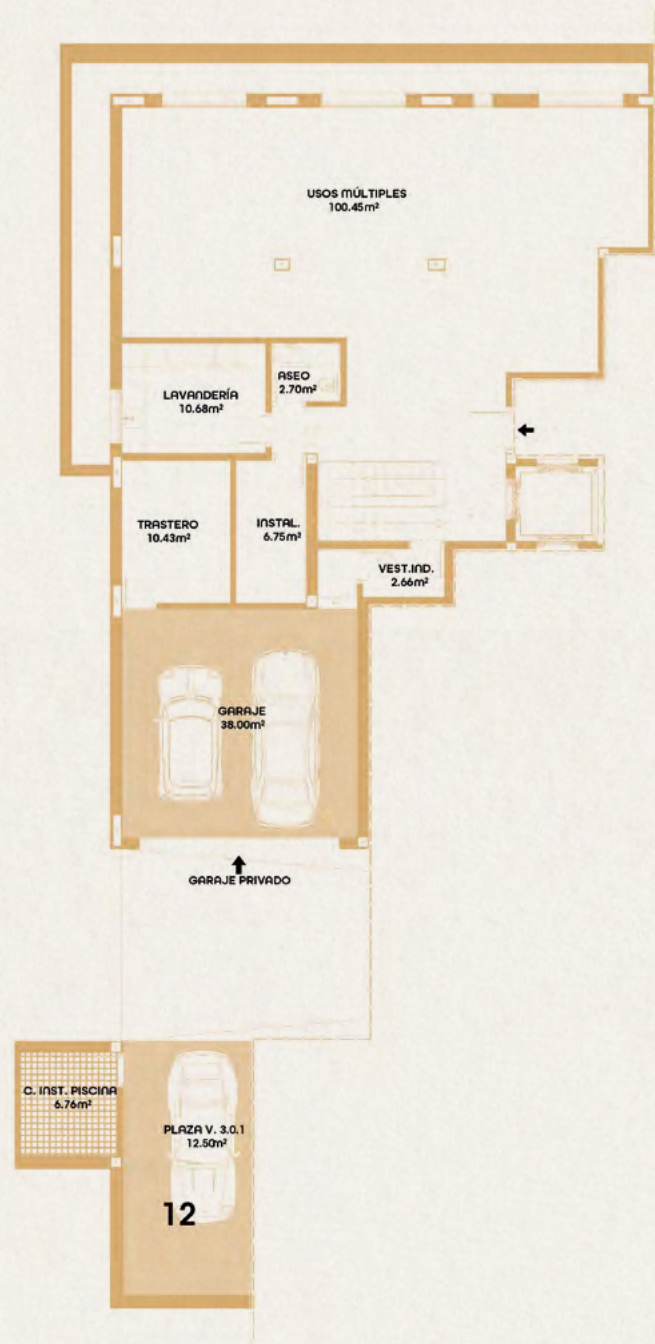 USOS MÚLTIPLES
100.45m²
ASEO
2.70m²
LAVANDERÍA
10.68m²
TRASTERO
10.43m²
INSTAL.
6.75m²
VEST.IND.
2.66m²
GARAJE
38.00m²
GARAJE PRIVADO
C. INST. PISCINA
6.76m²
PLAZA V. 3.0.1
12.50m²
12